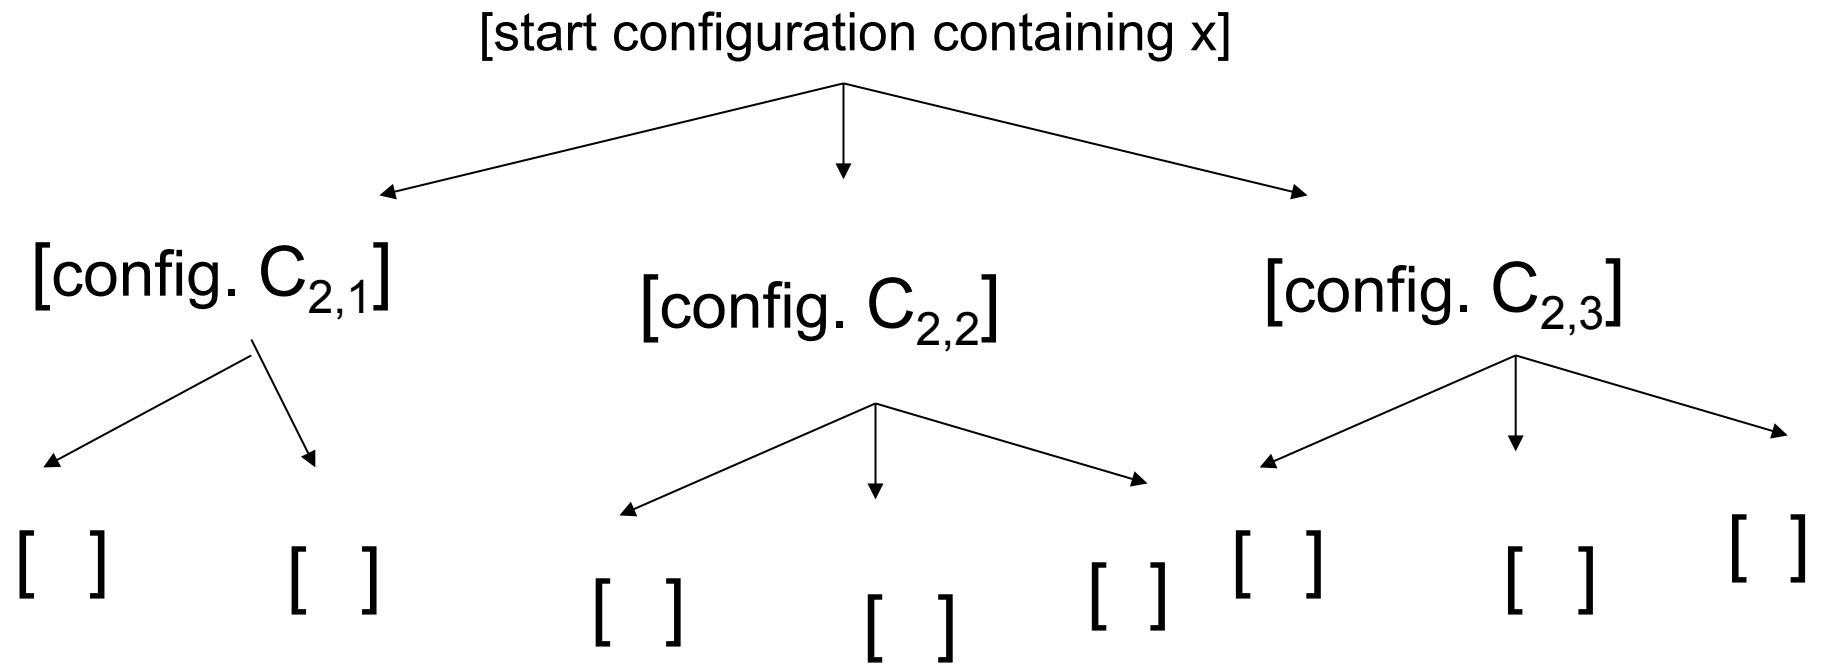 [start configuration containing x]
[config. C2,1]
[config. C2,2]
[config. C2,3]
[ ] [ ] [ ] [ ] [ ] [ ] [ ] [ ]